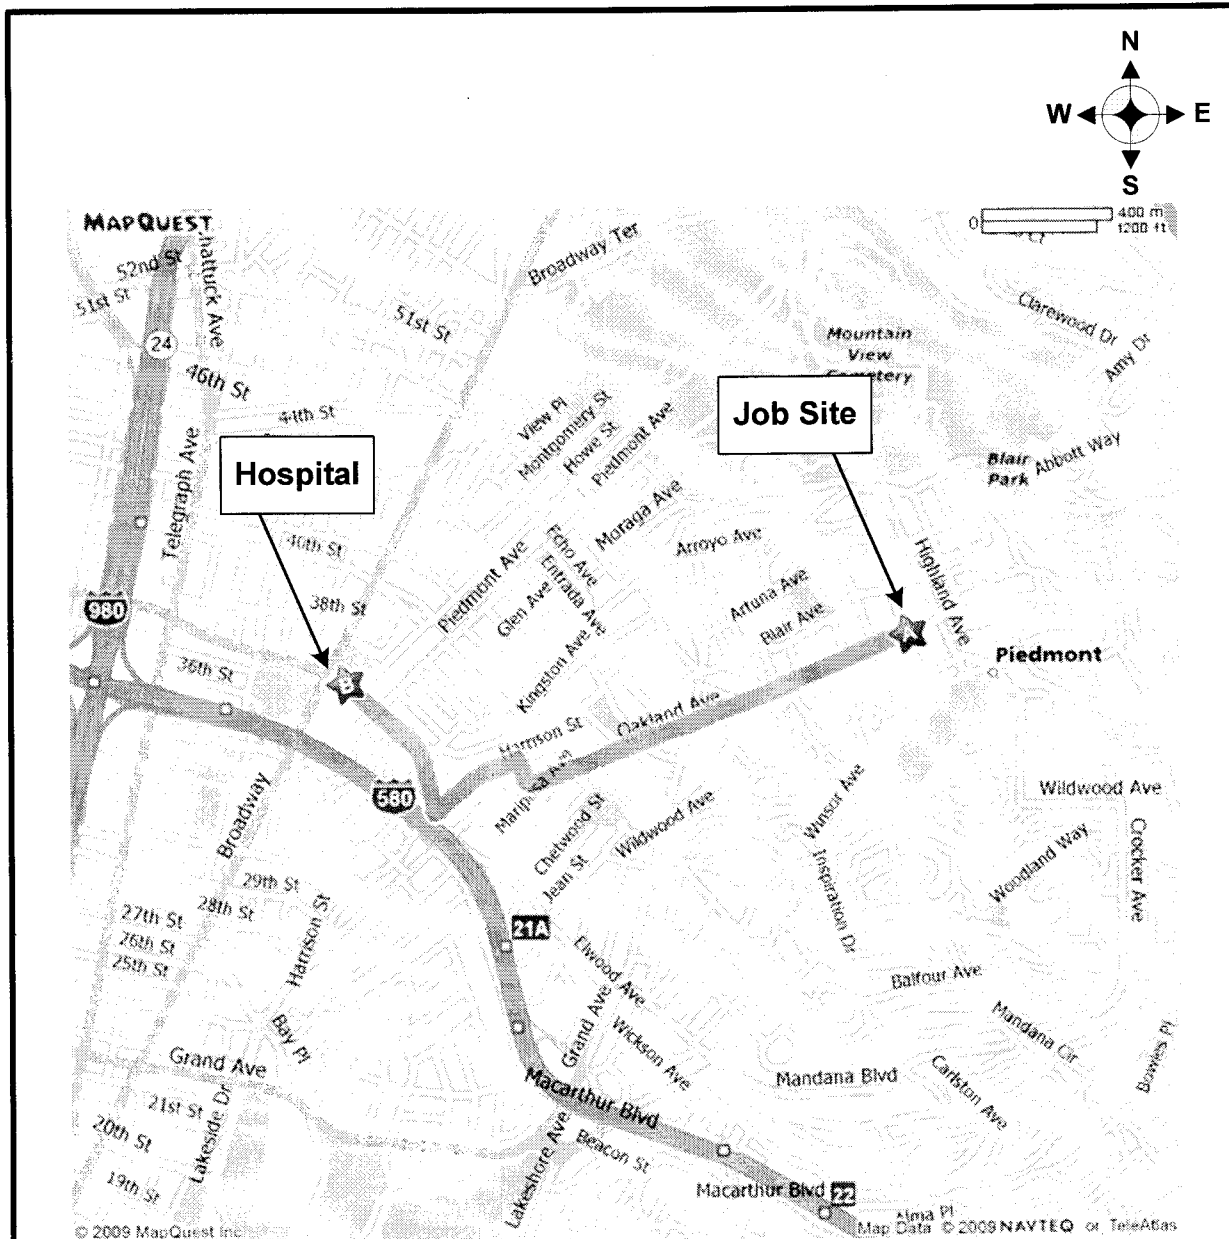 N
W E
S
MAPQUEST
0 400 m
1200 ft
Broadway Ter
52nd St
51st St
hattuck Ave
51st St
Clarewood Dr
Amy Dr
24
Mountain
View
Cemetery
46th St
44th St
View Pl
Montgomery St
Howe St
Piedmont Ave
Job Site
Hospital
Blair
Park
Abbott Way
Telegraph Ave
40th St
Echo Ave
Moraga Ave
Arroyo Ave
Highland Ave
Piedmont Ave
Entrada Ave
Glen Ave
Artuna Ave
Blair Ave
980
38th St
A
36th St
B
Kingston Ave
Piedmont
Harrison St
Oakland Ave
580
Mariposa Ave
Broadway
Chetwood St
Jean St
Wildwood Ave
Winsor Ave
Wildwood Ave
Woodland Way
Crocker Ave
Inspiration Dr
29th St
28th St
27th St
26th St
25th St
Harrison St
21A
Elwood Ave
Balfour Ave
Bay Pl
Grand Ave
Wickson Ave
Mandana Cir
Bowles Pl
Grand Ave
Macarthur Blvd
Mandana Blvd
Carlston Ave
21st St
20th St
Lakeside Dr
19th St
Lakeshore Ave
Beacon St
Macarthur Blvd 22
Alma Pl
© 2009 MapQuest Inc
Map Data © 2009 NAVTEQ or TeleAtlas